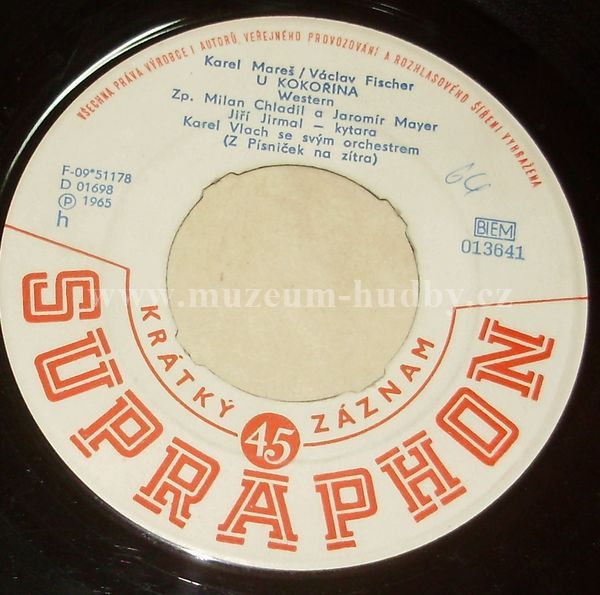 VŠECHNA PRÁVA VÝROBCE I AUTORŮ, VEŘEJNÉHO PROVOZOVÁNÍ A ROZHLASOVÉHO ŠÍŘENÍ VYHRAŽENA
Karel Mareš / Václav Fischer
U KOKOŘINA
Western
Zp. Milan Chladil a Jaromír Mayer
Jiří Jirmal — kytara
Karel Vlach se svým orchestrem
(Z Písniček na zítra)
F-09*51178
D 01698
Ⓟ 1965
h
64
BIEM
013641
www.muzeum-hudby.cz
KRÁTKÝ 45 ZÁZNAM
SUPRAPHON